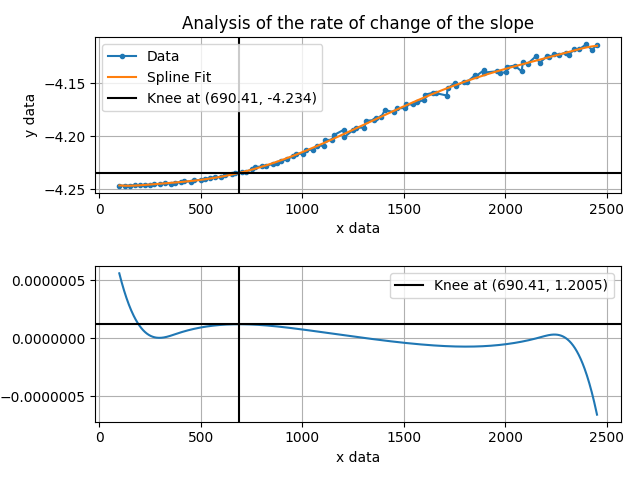 Analysis of the rate of change of the slope
Data
Spline Fit
Knee at (690.41, -4.234)
y data
−4.15
−4.20
−4.25
0 500 1000 1500 2000 2500
x data
Knee at (690.41, 1.2005)
0.0000005
0.0000000
−0.0000005
0 500 1000 1500 2000 2500
x data